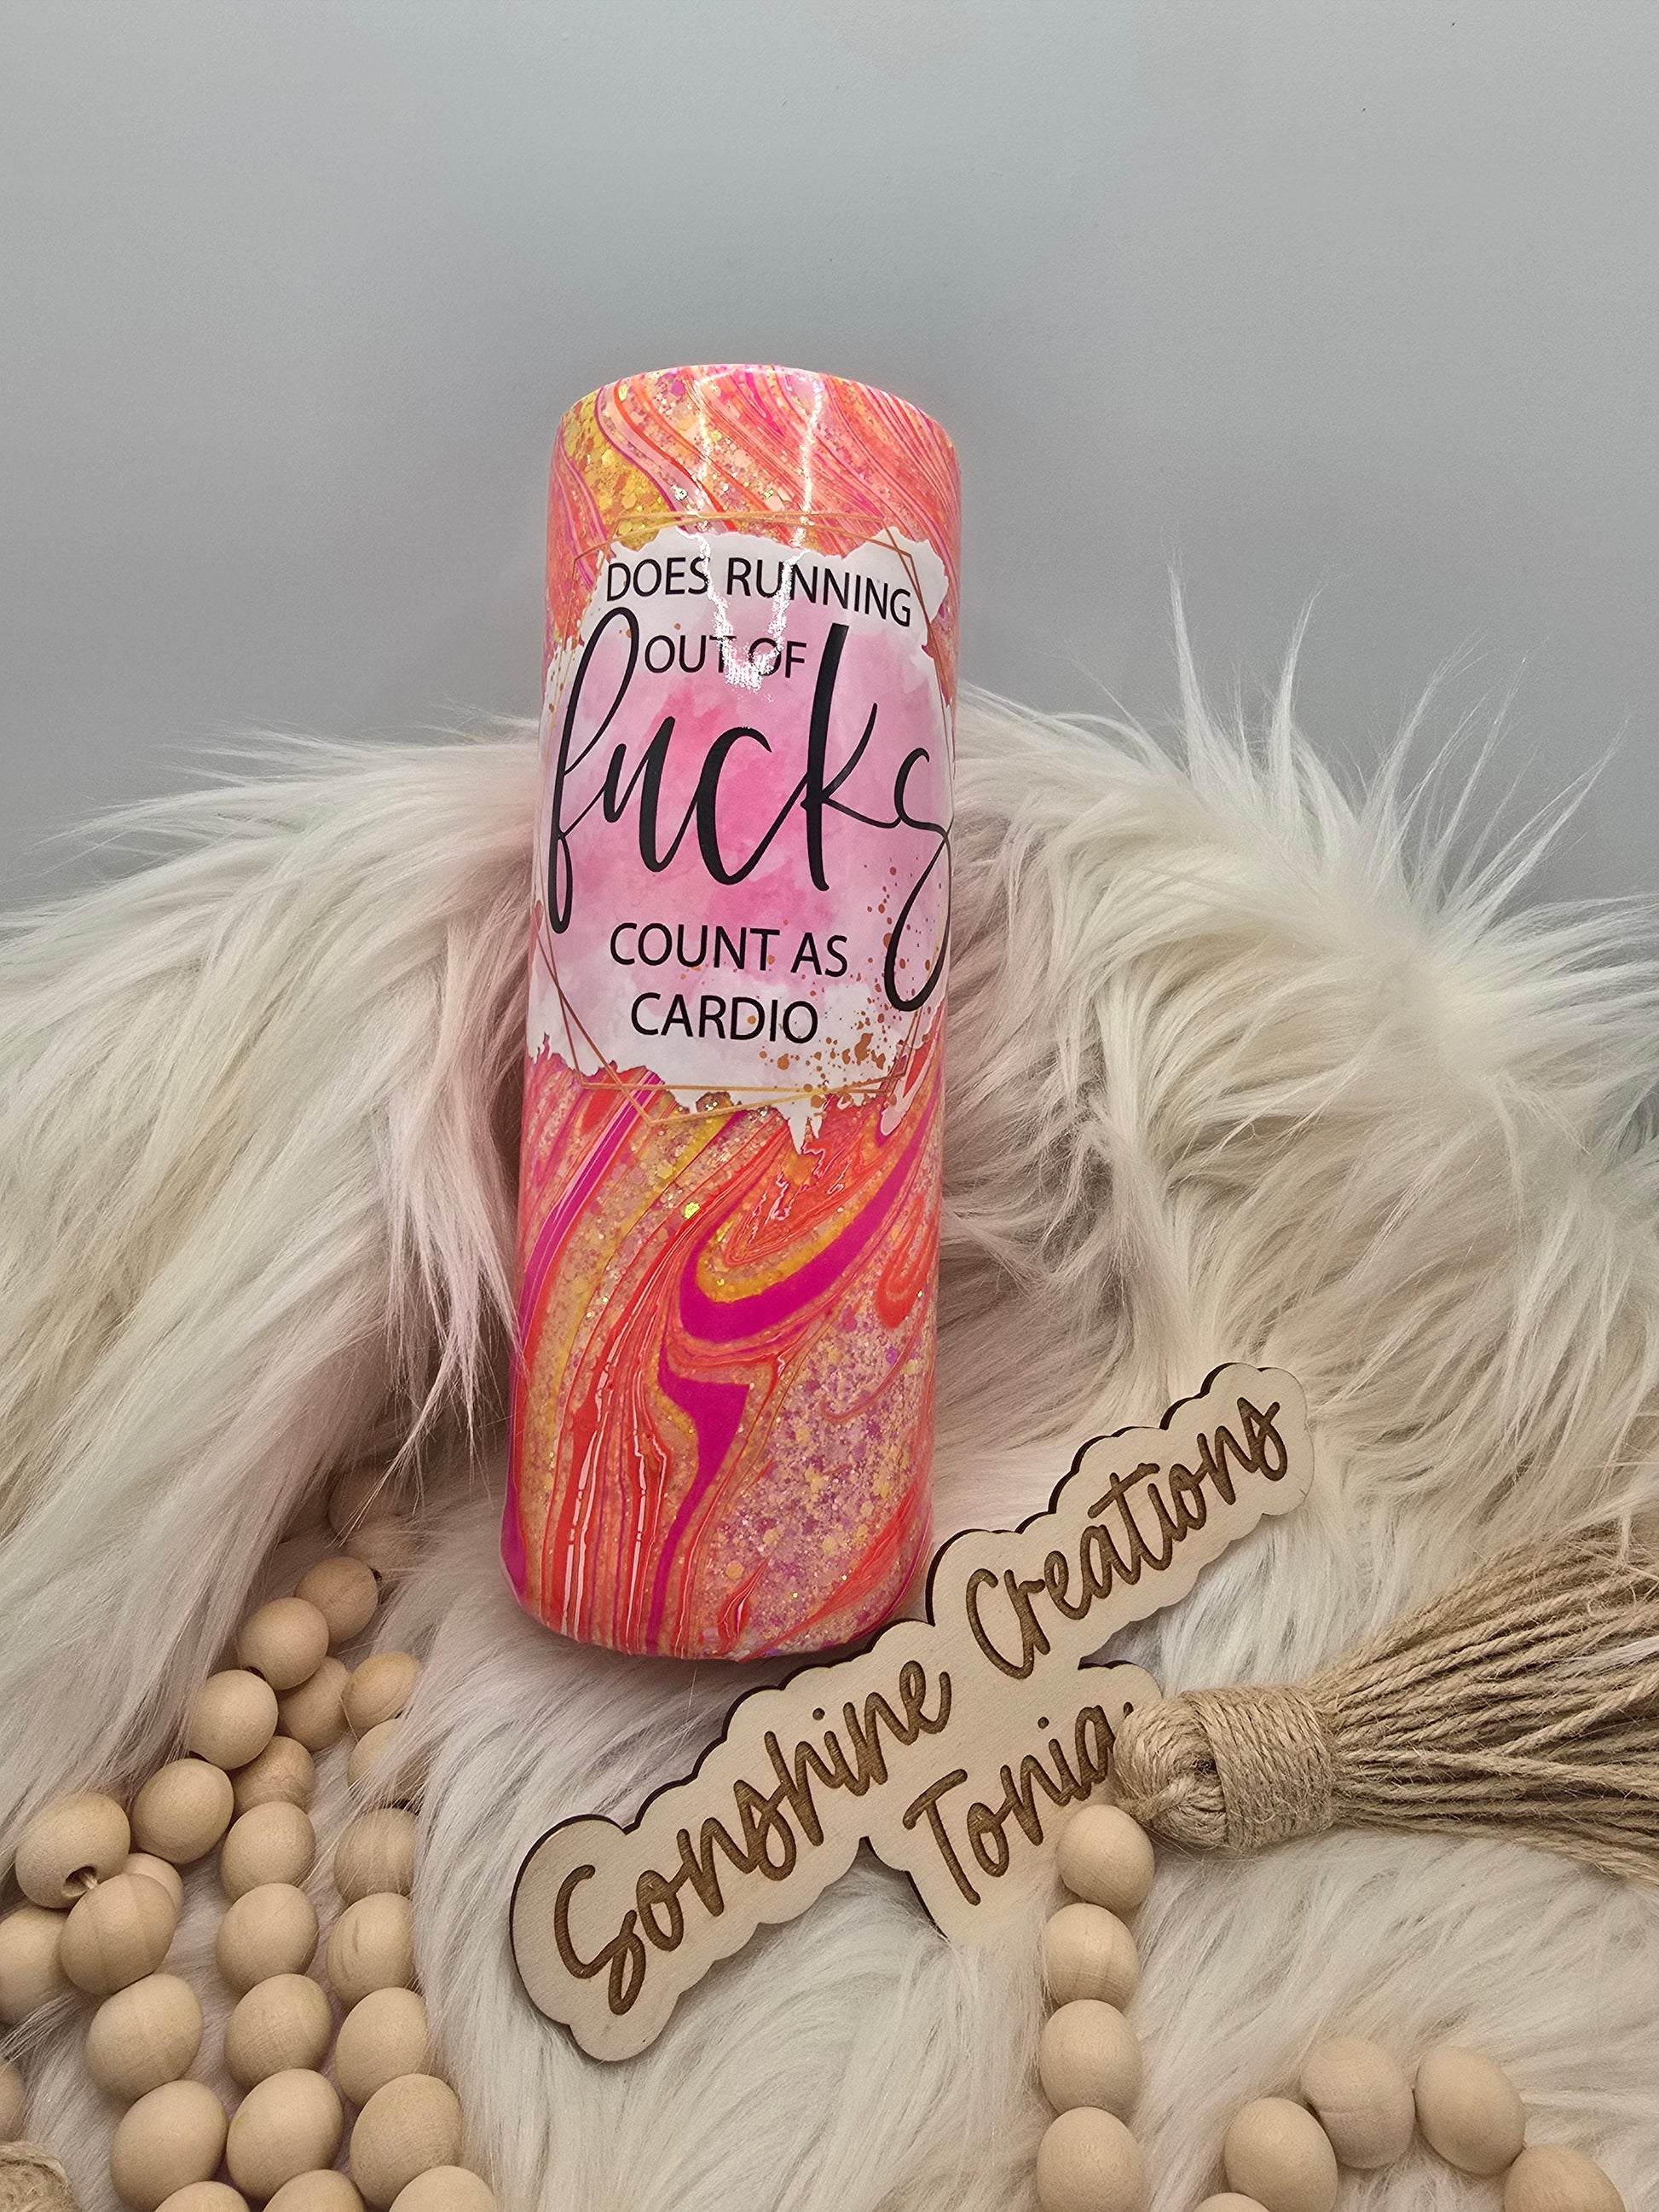 DOES RUNNING
OUT OF
fucks
COUNT AS
CARDIO
Sonshine Creations
Tonia